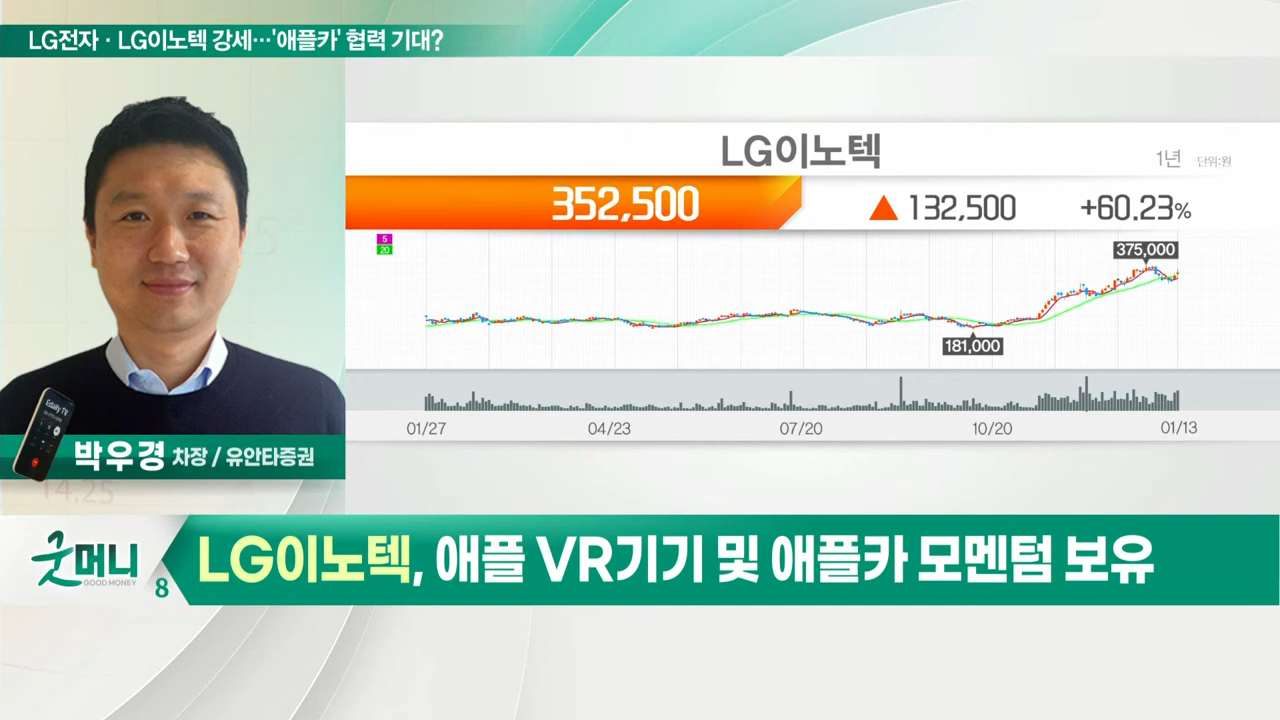 LG전자·LG이노텍 강세…'애플카' 협력 기대?
LG이노텍
1년 단위:원
352,500 ▲ 132,500 +60.23%
5
20
375,000
181,000
01/27 04/23 07/20 10/20 01/13
Edaily TV
박우경 차장 / 유안타증권
14.25
굿머니
GOOD MONEY
8
LG이노텍, 애플 VR기기 및 애플카 모멘텀 보유